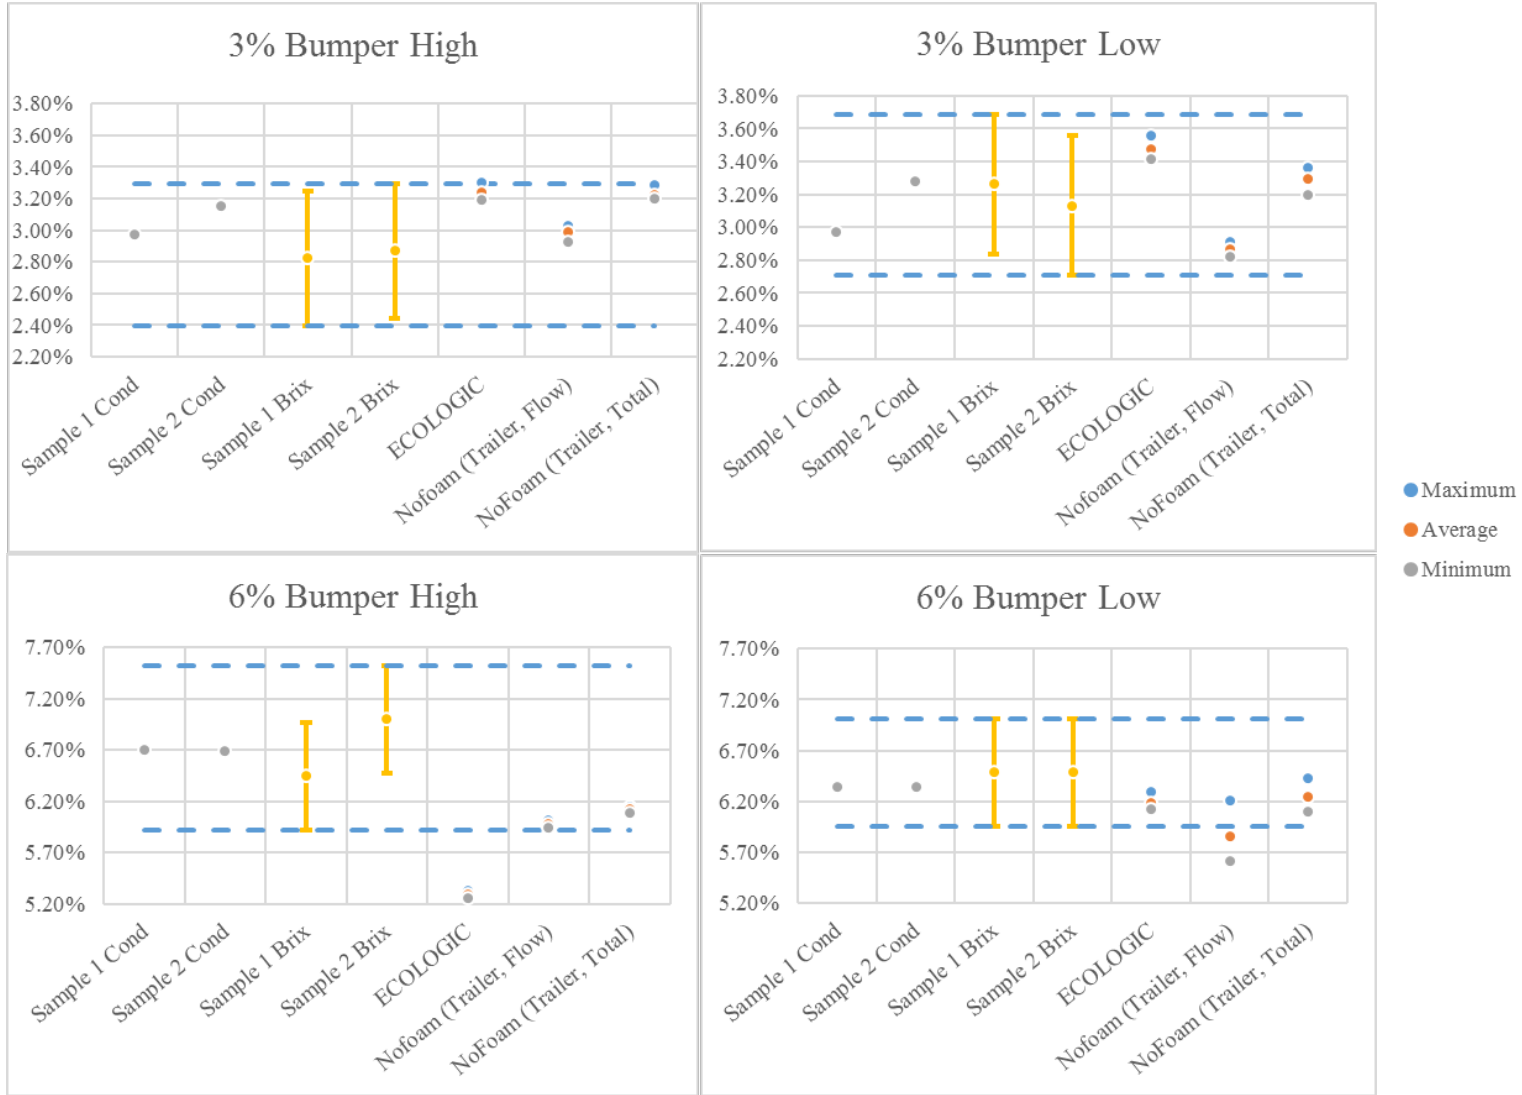 3% Bumper High
3.80%
3.60%
3.40%
3.20%
3.00%
2.80%
2.60%
2.40%
2.20%
Sample 1 Cond
Sample 2 Cond
Sample 1 Brix
Sample 2 Brix
ECOLOGIC
Nofoam (Trailer, Flow)
NoFoam (Trailer, Total)
3% Bumper Low
3.80%
3.60%
3.40%
3.20%
3.00%
2.80%
2.60%
2.40%
2.20%
Sample 1 Cond
Sample 2 Cond
Sample 1 Brix
Sample 2 Brix
ECOLOGIC
Nofoam (Trailer, Flow)
NoFoam (Trailer, Total)
Maximum
Average
Minimum
6% Bumper High
7.70%
7.20%
6.70%
6.20%
5.70%
5.20%
Sample 1 Cond
Sample 2 Cond
Sample 1 Brix
Sample 2 Brix
ECOLOGIC
Nofoam (Trailer, Flow)
NoFoam (Trailer, Total)
6% Bumper Low
7.70%
7.20%
6.70%
6.20%
5.70%
5.20%
Sample 1 Cond
Sample 2 Cond
Sample 1 Brix
Sample 2 Brix
ECOLOGIC
Nofoam (Trailer, Flow)
NoFoam (Trailer, Total)